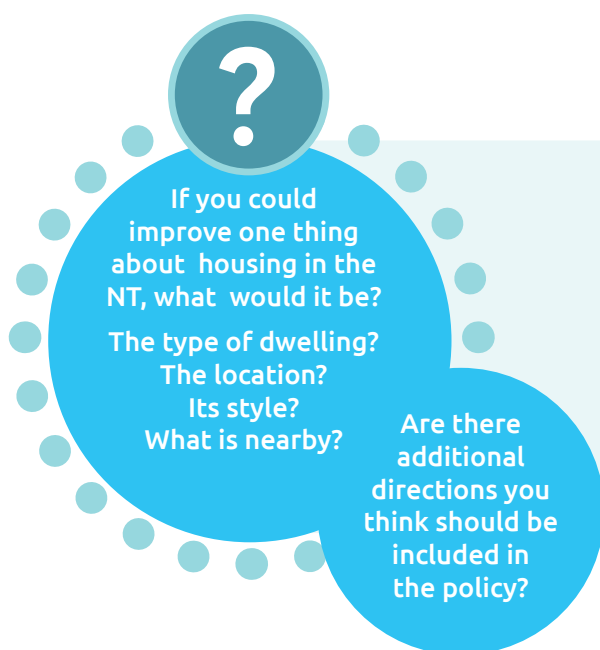 ?
If you could
improve one thing
about housing in the
NT, what would it be?
The type of dwelling?
The location?
Its style?
What is nearby?
Are there
additional
directions you
think should be
included in
the policy?